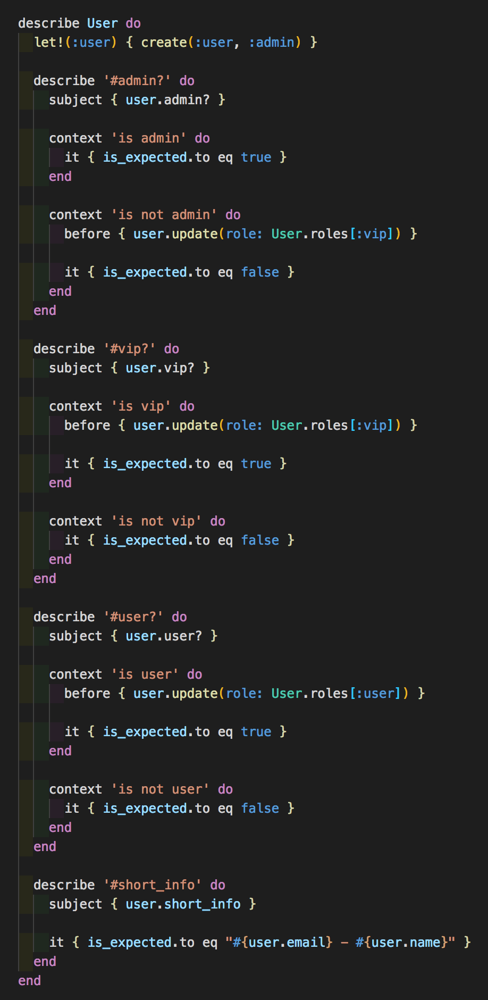 describe User do
  let!(:user) { create(:user, :admin) }

  describe '#admin?' do
    subject { user.admin? }

    context 'is admin' do
      it { is_expected.to eq true }
    end

    context 'is not admin' do
      before { user.update(role: User.roles[:vip]) }

      it { is_expected.to eq false }
    end
  end

  describe '#vip?' do
    subject { user.vip? }

    context 'is vip' do
      before { user.update(role: User.roles[:vip]) }

      it { is_expected.to eq true }
    end

    context 'is not vip' do
      it { is_expected.to eq false }
    end
  end

  describe '#user?' do
    subject { user.user? }

    context 'is user' do
      before { user.update(role: User.roles[:user]) }

      it { is_expected.to eq true }
    end

    context 'is not user' do
      it { is_expected.to eq false }
    end
  end

  describe '#short_info' do
    subject { user.short_info }

    it { is_expected.to eq "#{user.email} - #{user.name}" }
  end
end